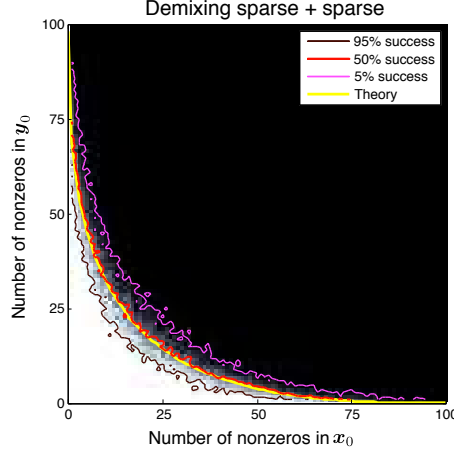 Demixing sparse + sparse
95% success
50% success
5% success
Theory
Number of nonzeros in y₀
100
75
50
25
0
0 25 50 75 100
Number of nonzeros in x₀